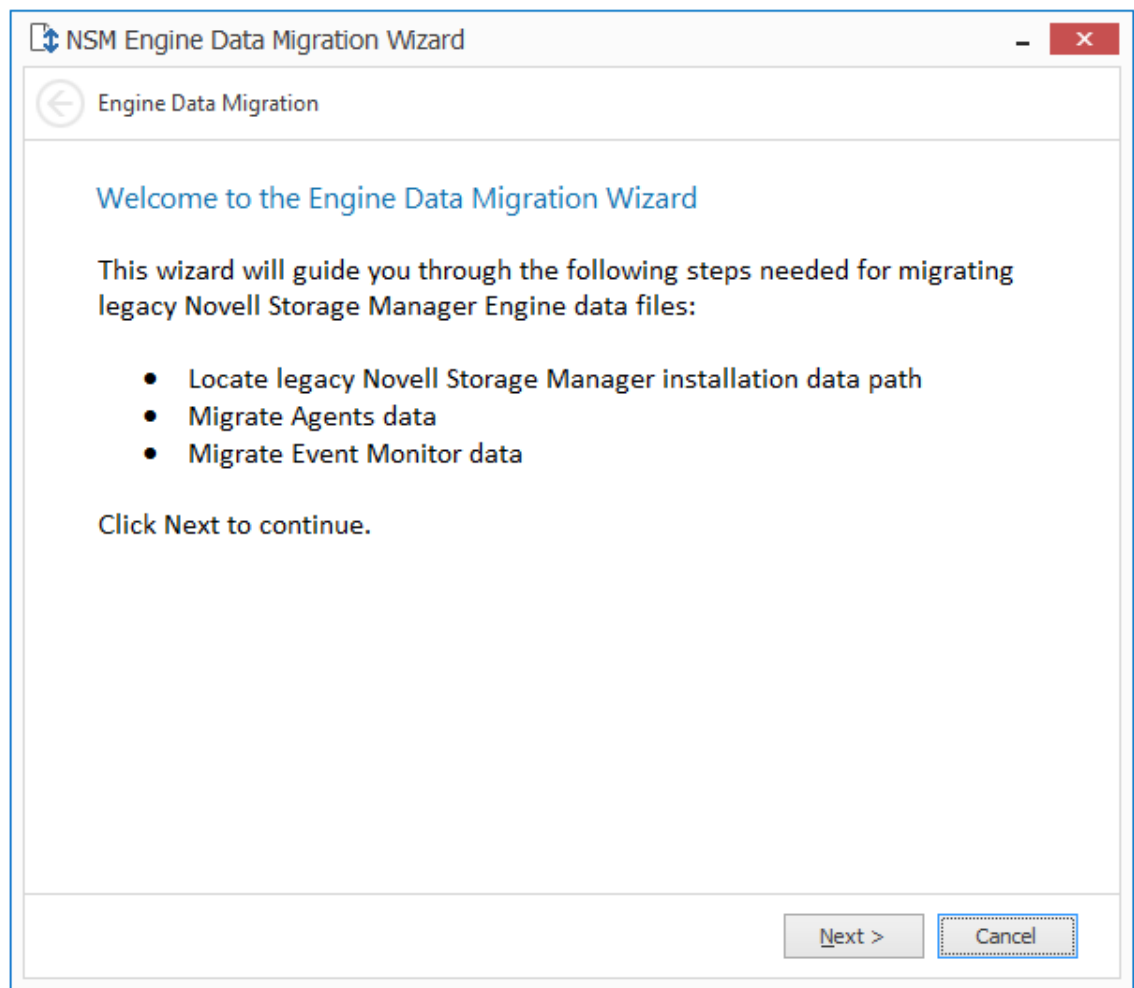 NSM Engine Data Migration Wizard
Engine Data Migration
Welcome to the Engine Data Migration Wizard
This wizard will guide you through the following steps needed for migrating
legacy Novell Storage Manager Engine data files:
• Locate legacy Novell Storage Manager installation data path
• Migrate Agents data
• Migrate Event Monitor data
Click Next to continue.
Next >
Cancel